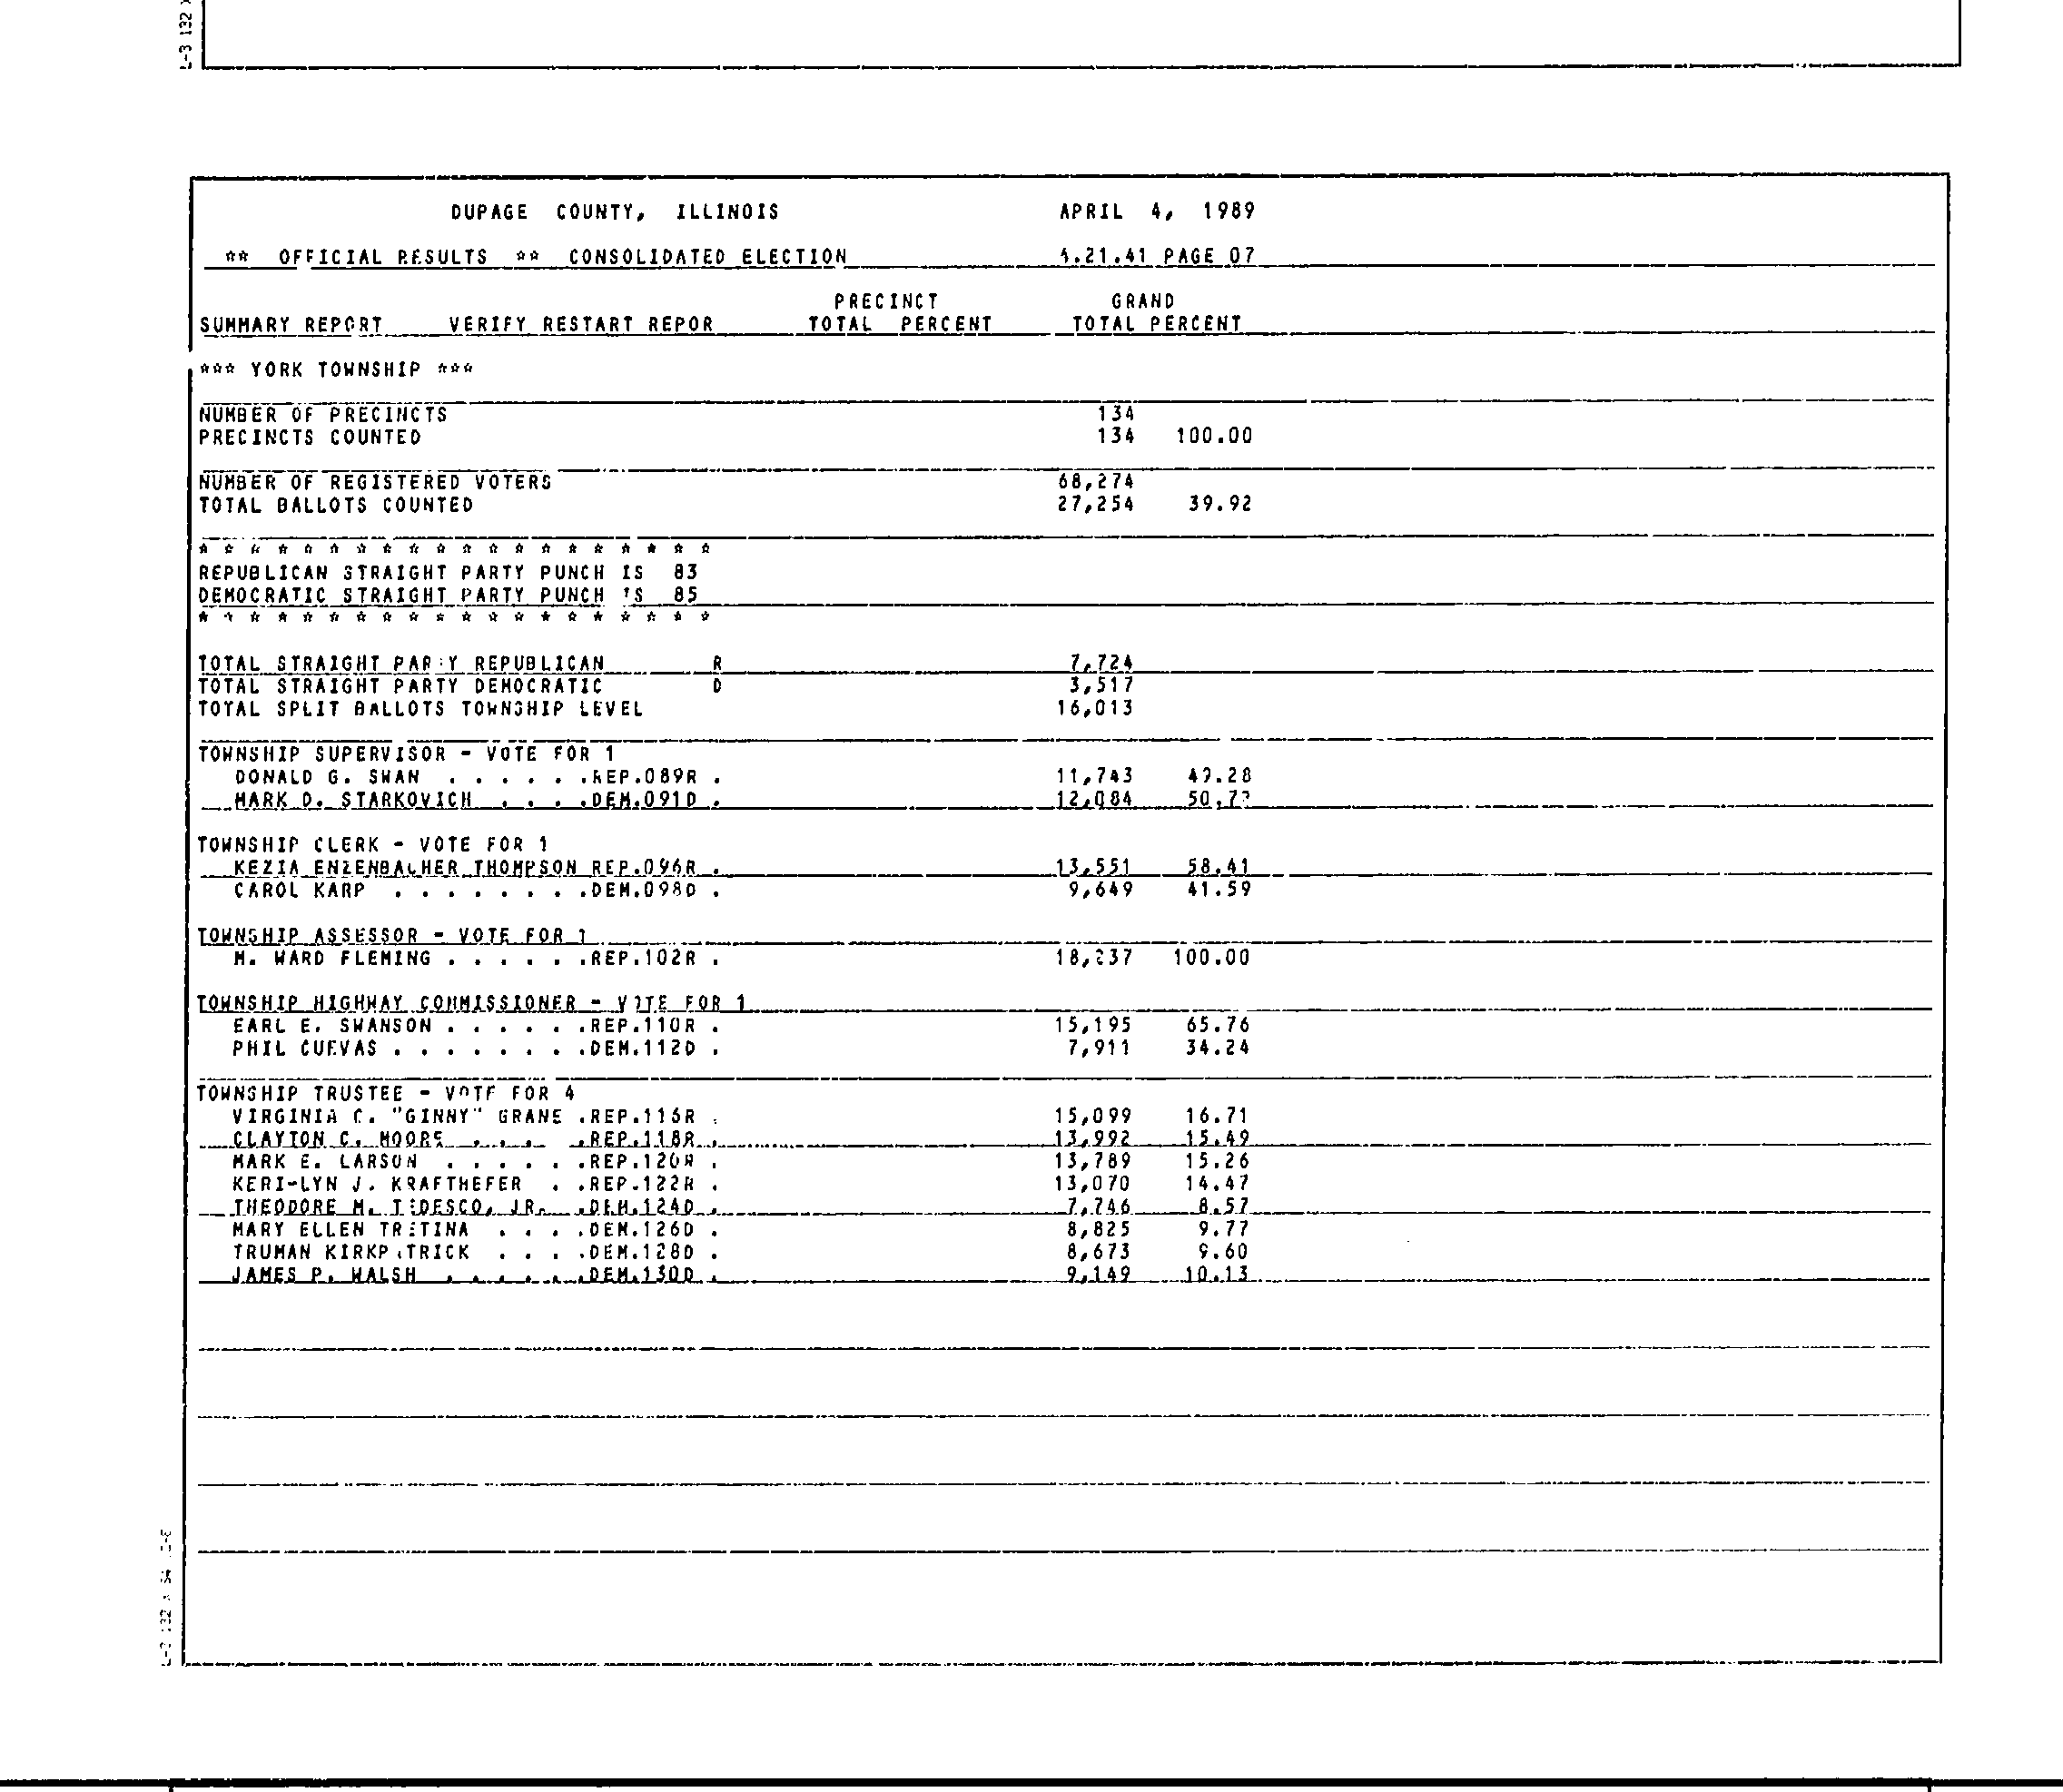 L-3 132 X
DUPAGE COUNTY, ILLINOIS APRIL 4, 1989
** OFFICIAL RESULTS ** CONSOLIDATED ELECTION PAGE 07
PRECINCT GRAND
SUMMARY REPORT VERIFY RESTART REPOR TOTAL PERCENT TOTAL PERCENT
*** YORK TOWNSHIP ***
NUMBER OF PRECINCTS 134
PRECINCTS COUNTED 134 100.00
NUMBER OF REGISTERED VOTERS 68,274
TOTAL BALLOTS COUNTED 27,254 39.92
* * * * * * * * * * * * * * * * * * * *
REPUBLICAN STRAIGHT PARTY PUNCH IS 83
DEMOCRATIC STRAIGHT PARTY PUNCH IS 85
* * * * * * * * * * * * * * * * * * * *
TOTAL STRAIGHT PARTY REPUBLICAN R 7,724
TOTAL STRAIGHT PARTY DEMOCRATIC D 3,517
TOTAL SPLIT BALLOTS TOWNSHIP LEVEL 16,013
TOWNSHIP SUPERVISOR - VOTE FOR 1
DONALD G. SWAN . . . . . .REP.089R . 11,743 49.28
MARK D. STARKOVICH . . . .DEM.091D . 12,084
TOWNSHIP CLERK - VOTE FOR 1
KEZIA ENZENBACHER THOMPSON REP.096R . 13,551 58.41
CAROL KARP . . . . . . . .DEM.098D . 9,649 41.59
TOWNSHIP ASSESSOR - VOTE FOR 1
M. WARD FLEMING . . . . . .REP.102R . 100.00
TOWNSHIP HIGHWAY COMMISSIONER - VOTE FOR 1
EARL E. SWANSON . . . . . .REP.110R . 15,195 65.76
PHIL CUEVAS . . . . . . . .DEM.112D . 7,911 34.24
TOWNSHIP TRUSTEE - VOTE FOR 4
VIRGINIA C. "GINNY" GRANE .REP.116R . 15,099 16.71
CLAYTON C. MOORE . . . . .REP.118R . 13,992 15.49
MARK E. LARSON . . . . . .REP.120R . 13,789 15.26
KERI-LYN J. KRAFTHEFER . .REP.122R . 13,070 14.47
THEODORE M. TEDESCO, JR. .DEM.124D . 7,746 8.57
MARY ELLEN TRETINA . . . .DEM.126D . 8,825 9.77
TRUMAN KIRKPATRICK . . . .DEM.128D . 8,673 9.60
JAMES P. WALSH . . . . . .DEM.130D . 9,149 10.13